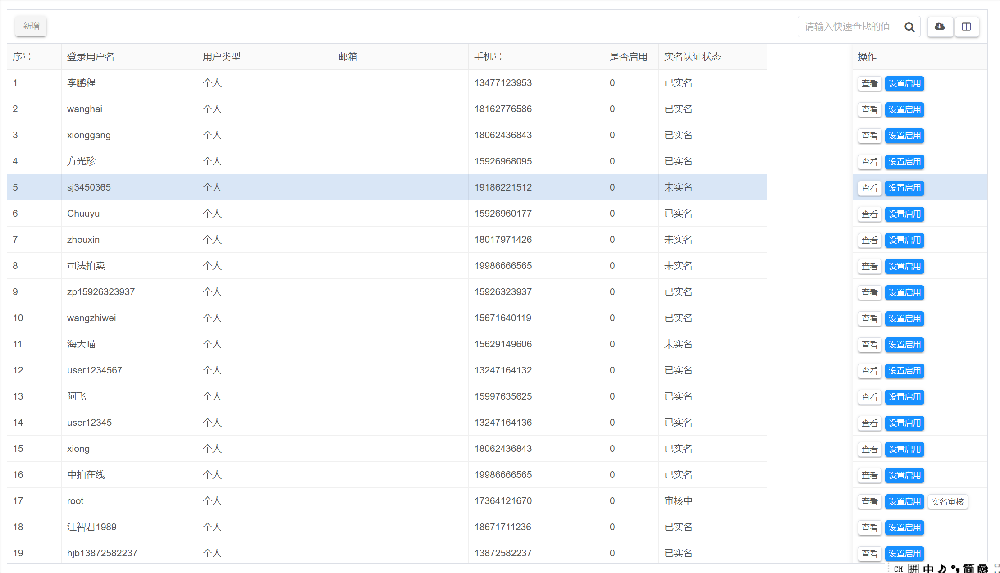 新增 请输入快速查找的值
序号 登录用户名 用户类型 邮箱 手机号 是否启用 实名认证状态 操作
1 李鹏程 个人 13477123953 0 已实名 查看 设置启用
2 wanghai 个人 18162776586 0 已实名 查看 设置启用
3 xionggang 个人 18062436843 0 已实名 查看 设置启用
4 方光珍 个人 15926968095 0 已实名 查看 设置启用
5 sj3450365 个人 19186221512 0 未实名 查看 设置启用
6 Chuuyu 个人 15926960177 0 已实名 查看 设置启用
7 zhouxin 个人 18017971426 0 未实名 查看 设置启用
8 司法拍卖 个人 19986666565 0 未实名 查看 设置启用
9 zp15926323937 个人 15926323937 0 已实名 查看 设置启用
10 wangzhiwei 个人 15671640119 0 已实名 查看 设置启用
11 海大喵 个人 15629149606 0 未实名 查看 设置启用
12 user1234567 个人 13247164132 0 已实名 查看 设置启用
13 阿飞 个人 15997635625 0 已实名 查看 设置启用
14 user12345 个人 13247164136 0 已实名 查看 设置启用
15 xiong 个人 18062436843 0 已实名 查看 设置启用
16 中拍在线 个人 19986666565 0 已实名 查看 设置启用
17 root 个人 17364121670 0 审核中 查看 设置启用 实名审核
18 汪智君1989 个人 18671711236 0 已实名 查看 设置启用
19 hjb13872582237 个人 13872582237 0 已实名 查看 设置启用
CH 拼 中 简